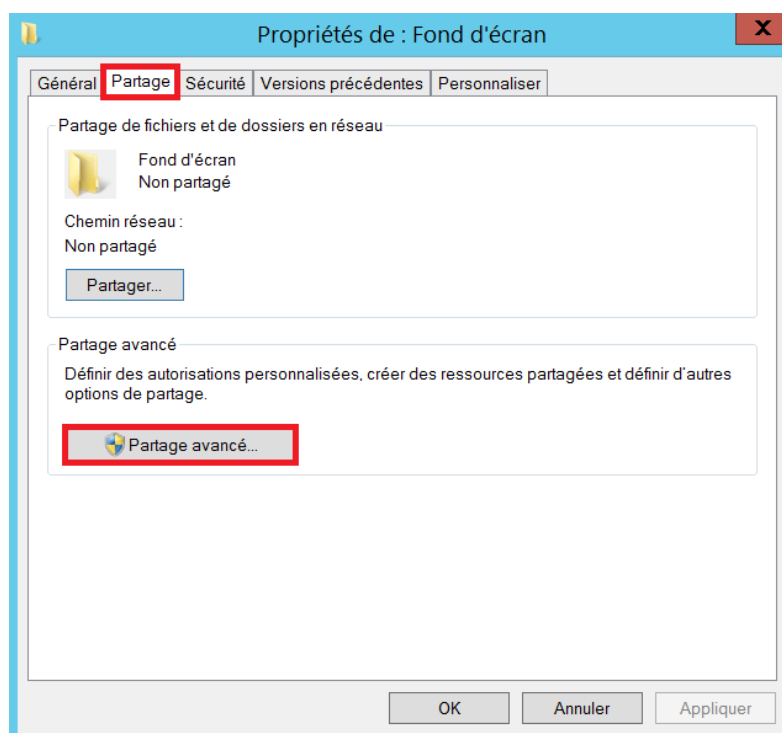 Propriétés de : Fond d'écran
X
Général Partage Sécurité Versions précédentes Personnaliser
Partage de fichiers et de dossiers en réseau
Fond d'écran
Non partagé
Chemin réseau :
Non partagé
Partager...
Partage avancé
Définir des autorisations personnalisées, créer des ressources partagées et définir d'autres
options de partage.
Partage avancé...
OK Annuler Appliquer